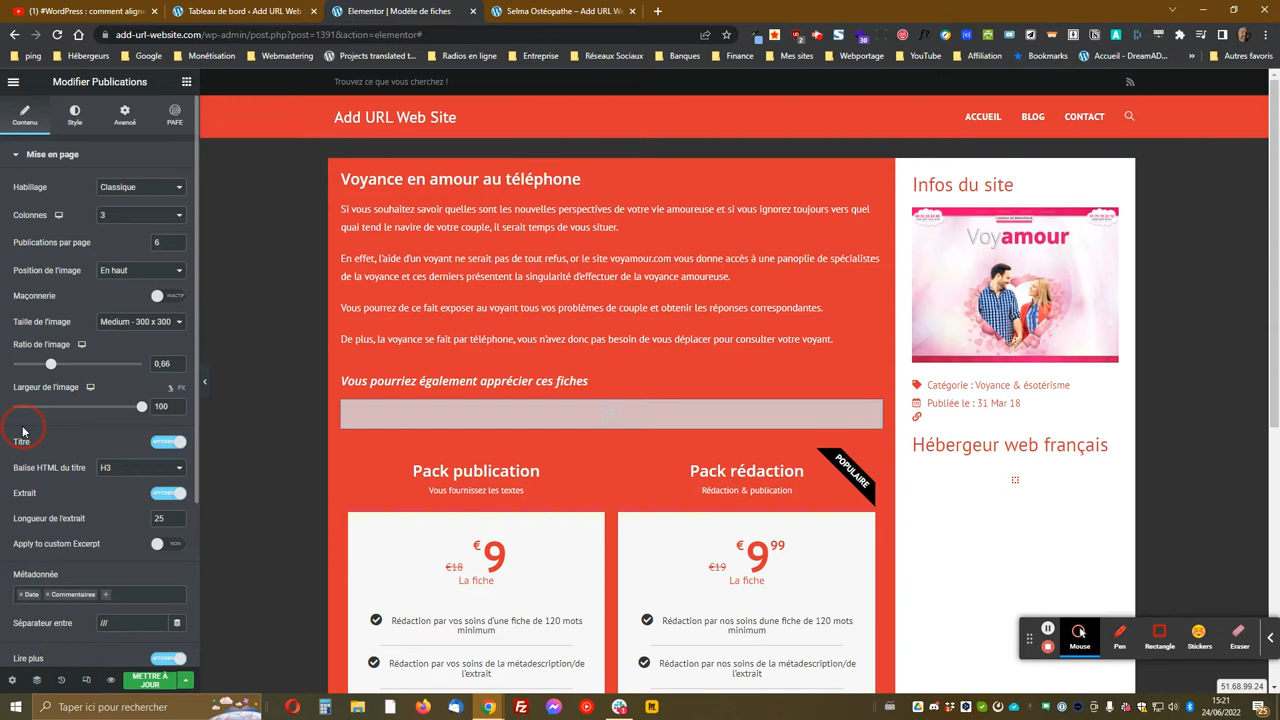 (1) #WordPress : comment aligne
Tableau de bord ‹ Add URL Web S
Elementor | Fiches
Selma Ostéopathe – Add URL We
add-url.com/wp-admin/post.php?post=1391&action=elementor#
ping
Hébergeurs
Google
Monétisation
Wordpress
Projects translated t...
Radios en ligne
Entreprise
Réseaux Sociaux
Banques
Finance
Mes sites
Webportage
YouTube
Affiliation
Bookmarks
Accueil - DreamAD...
Autres favoris
Modifier Publications
Contenu
Style
Avancé
PAFE
Mise en page
Habillage
Classique
Colonnes
3
Publications par page
6
Position de l'image
En haut
Maçonnerie
INACTIF
Taille de l'image
Medium - 300 x 300
Ratio de l'image
0,66
Largeur de l'image
% PX
100
Titre
AFFICHER
Balise HTML du titre
H3
Extrait
AFFICHER
Longueur de l'extrait
25
Apply to custom Excerpt
NON
Métadonnée
× Date × Commentaires +
Séparateur entre
///
Lire plus
METTRE À
JOUR
Trouvez ce que vous cherchez !
Add URL Web Site
ACCUEIL
BLOG
CONTACT
Voyance en amour au téléphone
Si vous souhaitez savoir quelles sont les nouvelles perspectives de votre vie amoureuse et si vous ignorez toujours vers quel
quai tend le navire de votre couple, il serait temps de vous situer.
En effet, l'aide d'un voyant ne serait pas de tout refus, or le site voyamour.com vous donne accès à une panoplie de spécialistes
de la voyance et ces derniers présentent la singularité d'effectuer de la voyance amoureuse.
Vous pourrez de ce fait exposer au voyant tous vos problèmes de couple et obtenir les réponses correspondantes.
De plus, la voyance se fait par téléphone, vous n'avez donc pas besoin de vous déplacer pour consulter votre voyant.
Vous pourriez également apprécier ces fiches
Pack publication
Vous fournissez les textes
€18
€9
La fiche
Rédaction par vos soins d'une fiche de 120 mots
minimum
Rédaction par vos soins de la métadescription/de
l'extrait
Pack rédaction
Rédaction & publication
POPULAIRE
€19
€9 99
La fiche
Rédaction par nos soins dune fiche de 120 mots
minimum
Rédaction par nos soins de la métadescription/de
l'extrait
Infos du site
Voyamour
Catégorie : Voyance & ésotérisme
Publiée le : 31 Mar 18
Hébergeur web français
Mouse
Pen
Rectangle
Stickers
Eraser
51.68.99.24
Taper ici pour rechercher
15:21
24/06/2022